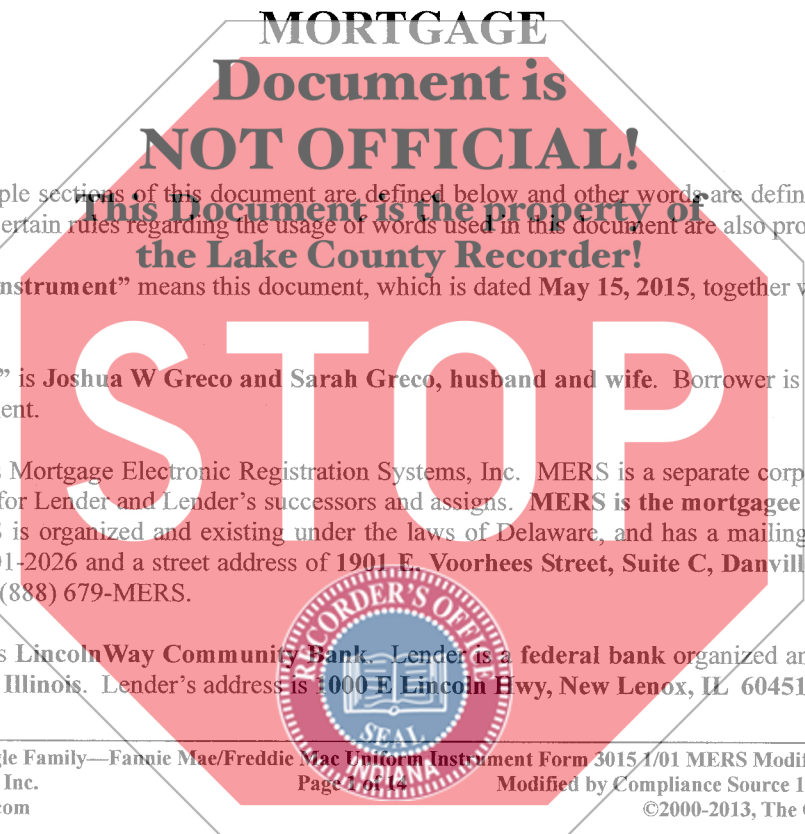 MORTGAGE
Document is
NOT OFFICIAL!
ple sections of this document are defined below and other words are defin
This Document is the property of
ertain rules regarding the usage of words used in this document are also pro
the Lake County Recorder!
nstrument” means this document, which is dated May 15, 2015, together w
STOP
” is Joshua W Greco and Sarah Greco, husband and wife. Borrower is
ent.
s Mortgage Electronic Registration Systems, Inc. MERS is a separate corp
for Lender and Lender’s successors and assigns. MERS is the mortgagee
S is organized and existing under the laws of Delaware, and has a mailing
01-2026 and a street address of 1901 E. Voorhees Street, Suite C, Danvill
(888) 679-MERS.
s LincolnWay Community Bank. Lender is a federal bank organized an
Illinois. Lender’s address is 1000 E Lincoln Hwy, New Lenox, IL 60451
RECORDER'S OFFICE
SEAL
INDIANA
gle Family—Fannie Mae/Freddie Mac Uniform Instrument Form 3015 1/01 MERS Modif
Inc. Page 1 of 14 Modified by Compliance Source 1
com ©2000-2013, The C